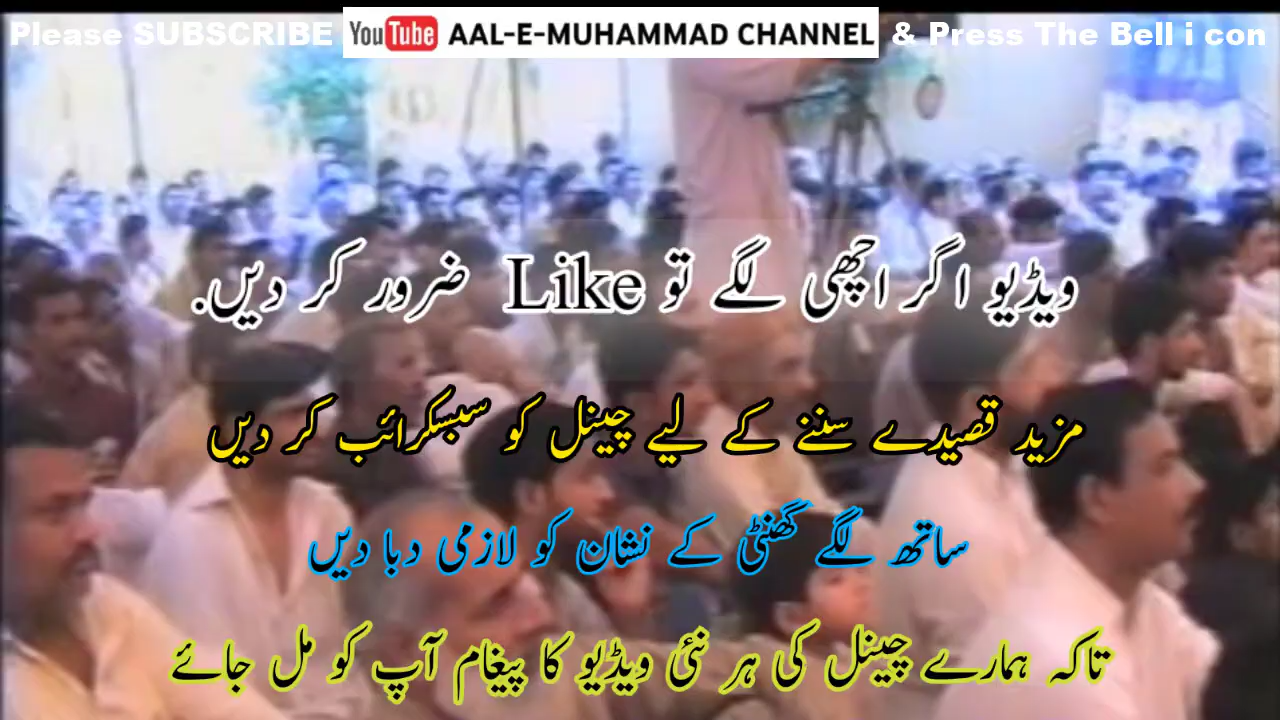 Please SUBSCRIBE YouTube AAL-E-MUHAMMAD CHANNEL & Press The Bell i con
ویڈیو اگر اچھی لگے تو Like ضرور کر دیں.
مزید قصیدے سننے کے لیے چینل کو سبسکرائب کر دیں
ساتھ لگے گھنٹی کے نشان کو لازمی دبا دیں
تاکہ ہمارے چینل کی ہر نئی ویڈیو کا پیغام آپ کو مل جائے